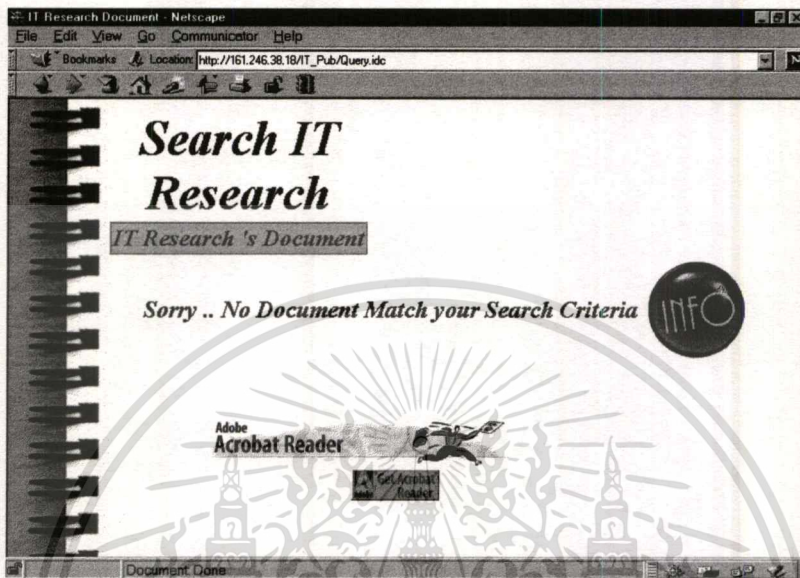 IT Research Document - Netscape
File Edit View Go Communicator Help
Bookmarks Location: http://161.246.38.18/IT_Pub/Query.idc
N
Search IT
Research
IT Research 's Document
Sorry .. No Document Match your Search Criteria
INFO
Adobe
Acrobat Reader
Get Acrobat
Reader
Document Done